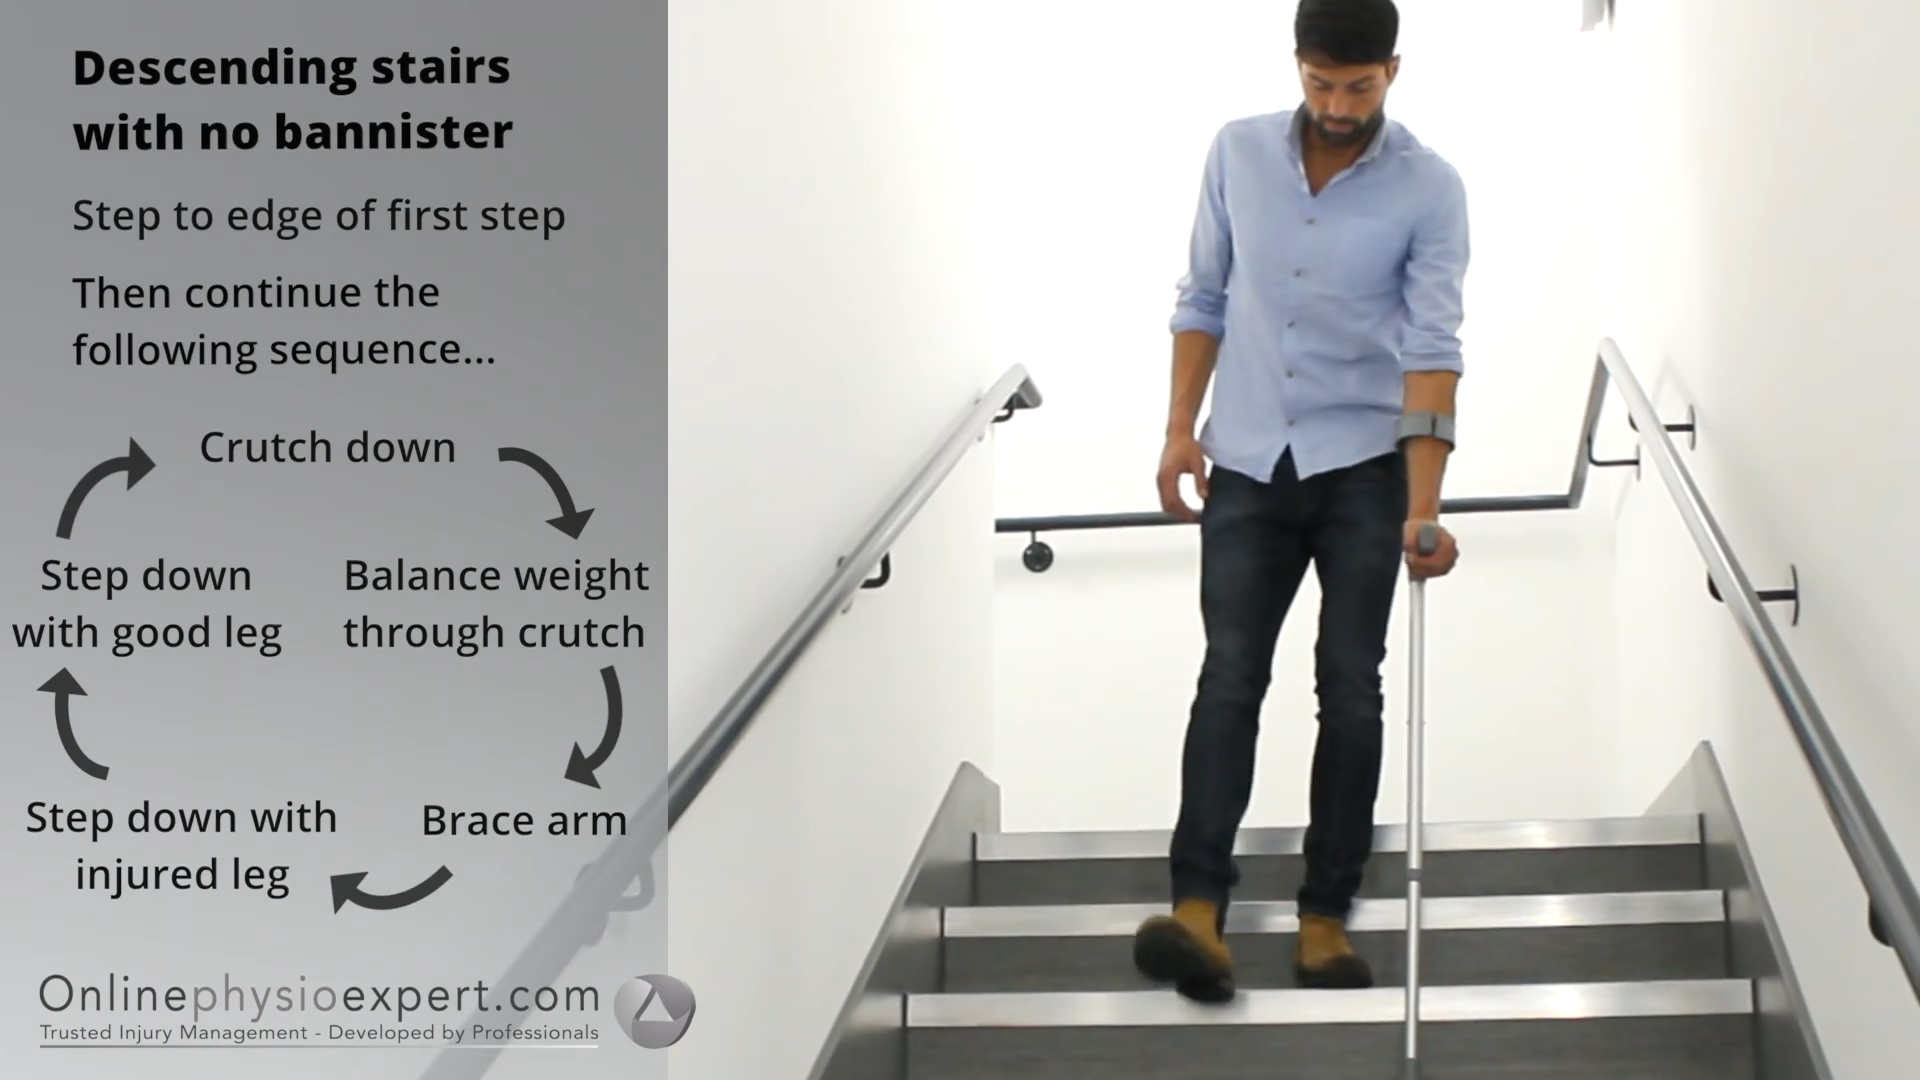 Descending stairs
with no bannister
Step to edge of first step
Then continue the
following sequence...
Crutch down
Balance weight
through crutch
Brace arm
Step down with
injured leg
Step down
with good leg
Onlinephysioexpert.com
Trusted Injury Management - Developed by Professionals